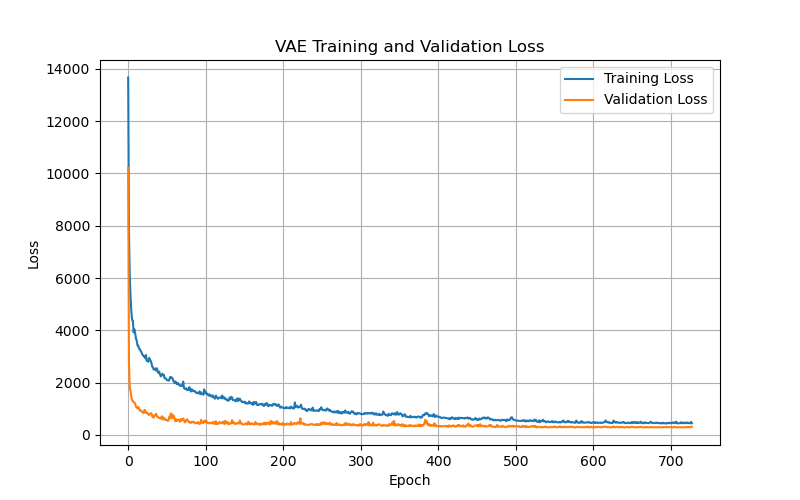 VAE Training and Validation Loss
Training Loss
Validation Loss
Loss
14000
12000
10000
8000
6000
4000
2000
0
0 100 200 300 400 500 600 700
Epoch